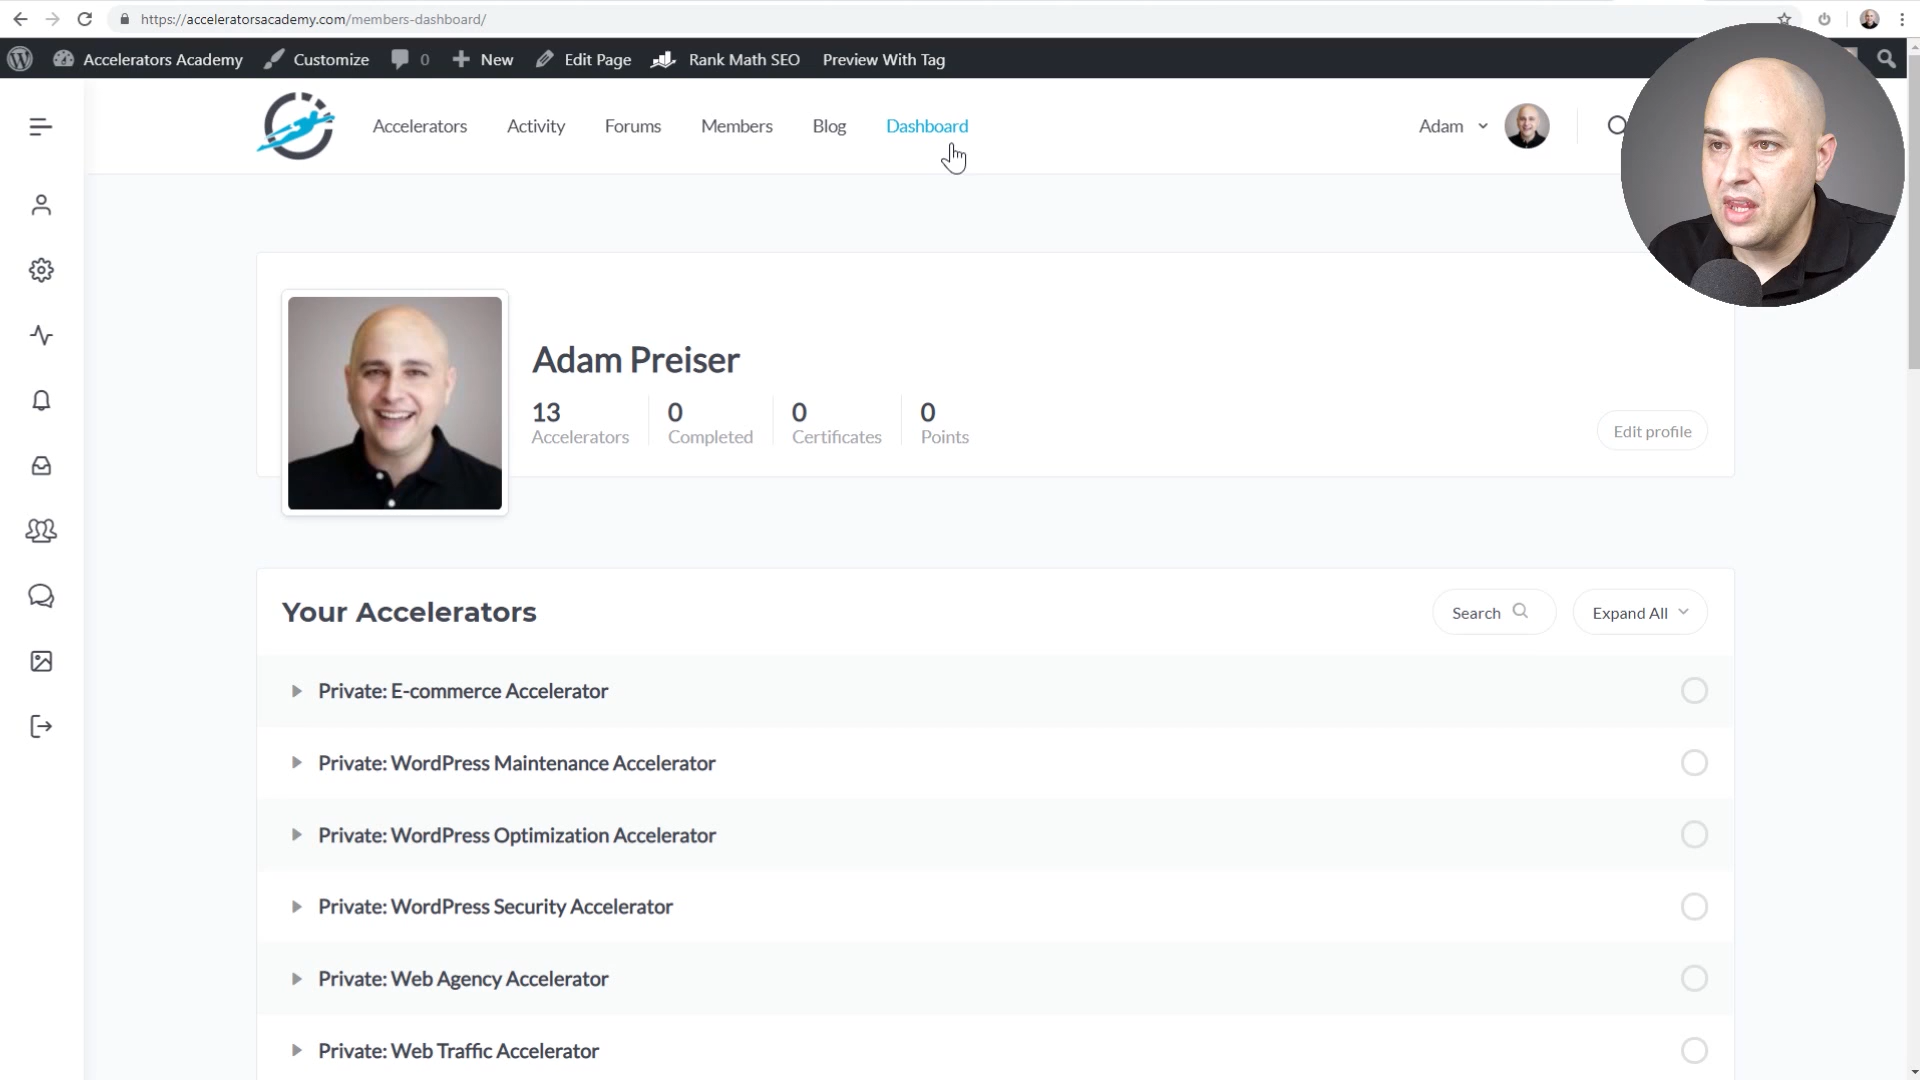 https://acceleratorsacademy.com/members-dashboard/
Accelerators Academy
Customize
0
New
Edit Page
Rank Math SEO
Preview With Tag
Accelerators
Activity
Forums
Members
Blog
Dashboard
Adam
Adam Preiser
13
0
0
0
Accelerators
Completed
Certificates
Points
Edit profile
Your Accelerators
Search
Expand All
Private: E-commerce Accelerator
Private: WordPress Maintenance Accelerator
Private: WordPress Optimization Accelerator
Private: WordPress Security Accelerator
Private: Web Agency Accelerator
Private: Web Traffic Accelerator